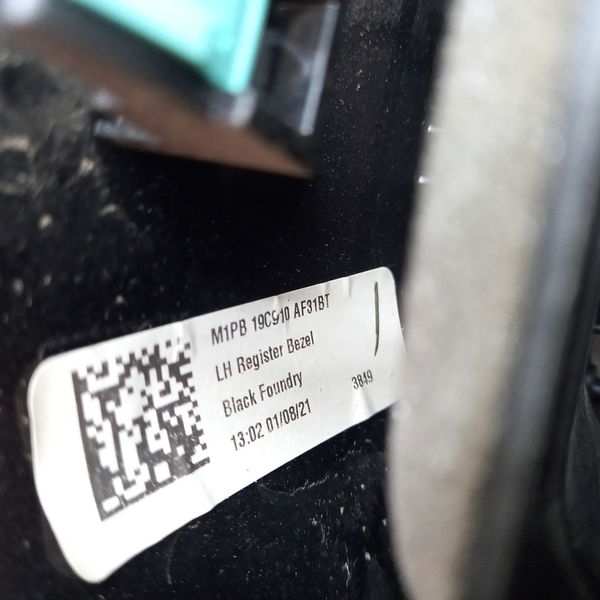 M1PB 19C910 AF31BT
LH Register Bezel
Black Foundry
3849
13:02 01/08/21